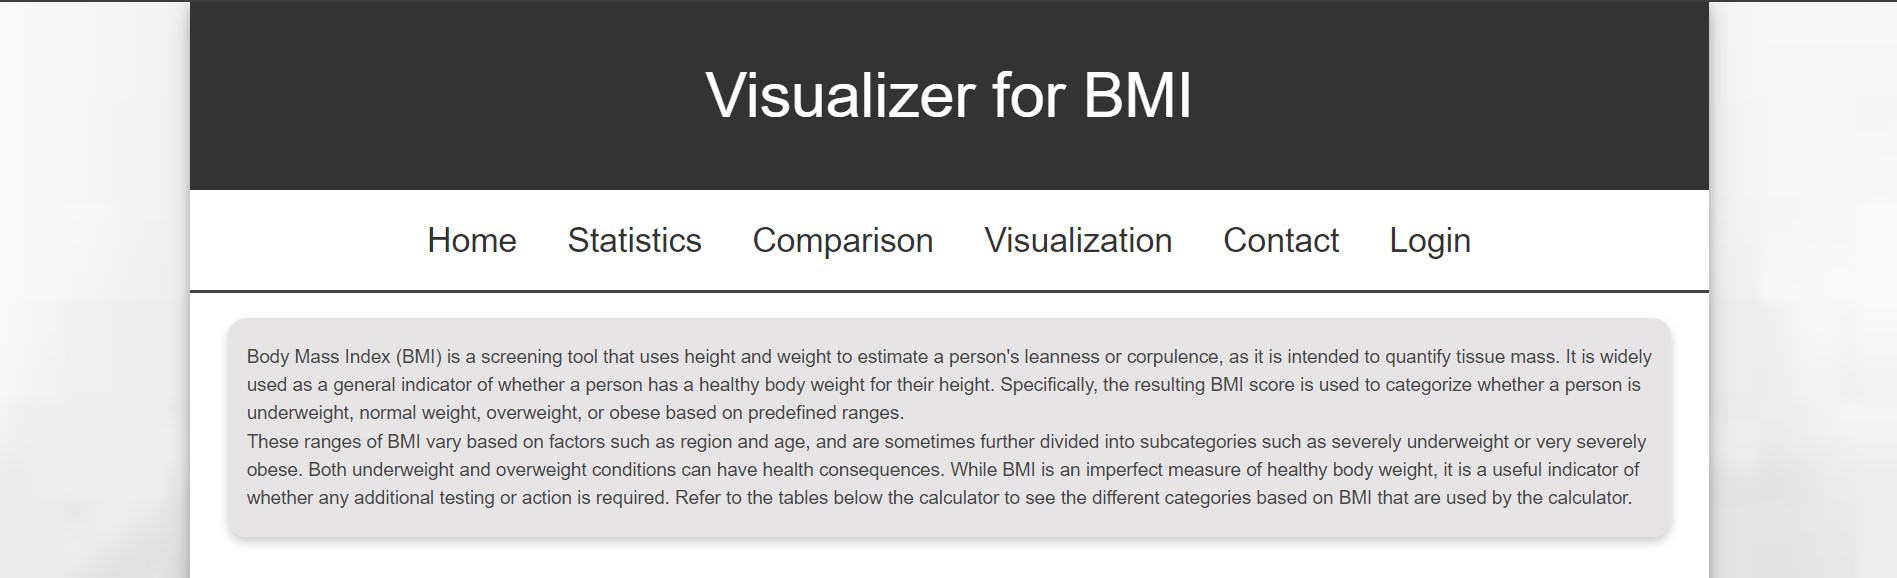 Visualizer for BMI
Home Statistics Comparison Visualization Contact Login
Body Mass Index (BMI) is a screening tool that uses height and weight to estimate a person's leanness or corpulence, as it is intended to quantify tissue mass. It is widely
used as a general indicator of whether a person has a healthy body weight for their height. Specifically, the resulting BMI score is used to categorize whether a person is
underweight, normal weight, overweight, or obese based on predefined ranges.
These ranges of BMI vary based on factors such as region and age, and are sometimes further divided into subcategories such as severely underweight or very severely
obese. Both underweight and overweight conditions can have health consequences. While BMI is an imperfect measure of healthy body weight, it is a useful indicator of
whether any additional testing or action is required. Refer to the tables below the calculator to see the different categories based on BMI that are used by the calculator.